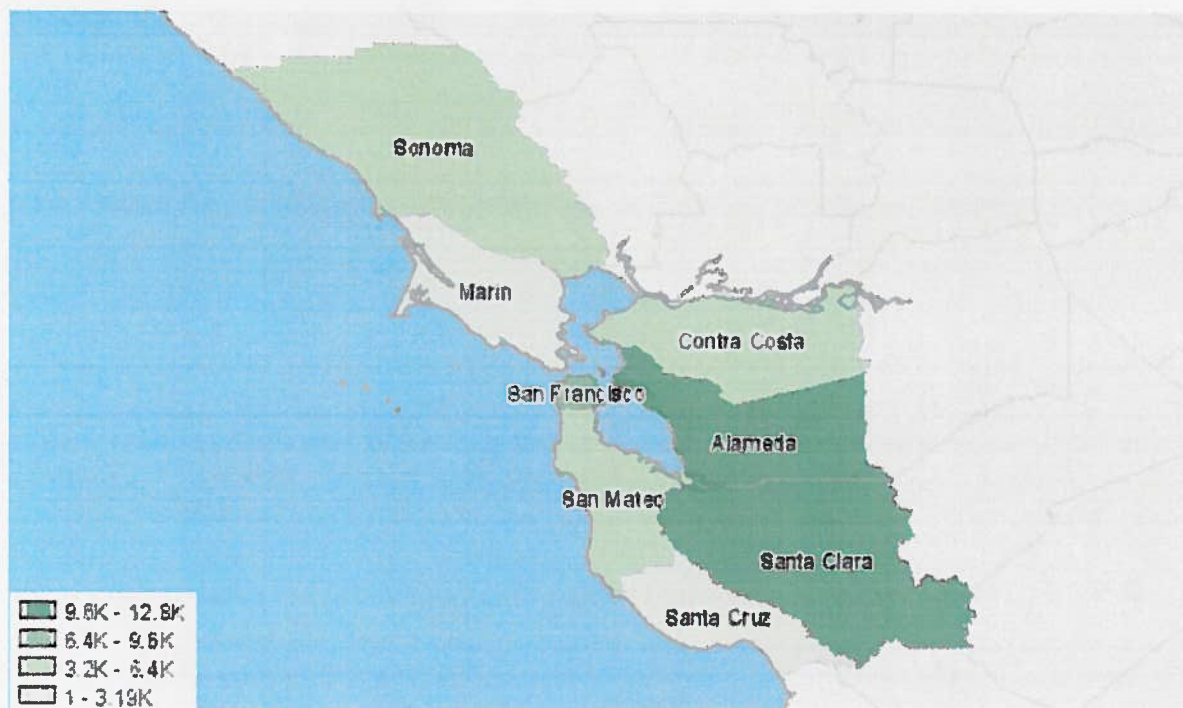 Sonoma
Marin
Contra Costa
San Francisco
Alameda
San Mateo
Santa Clara
Santa Cruz
9.6K - 12.8K
6.4K - 9.6K
3.2K - 6.4K
1 - 3.19K